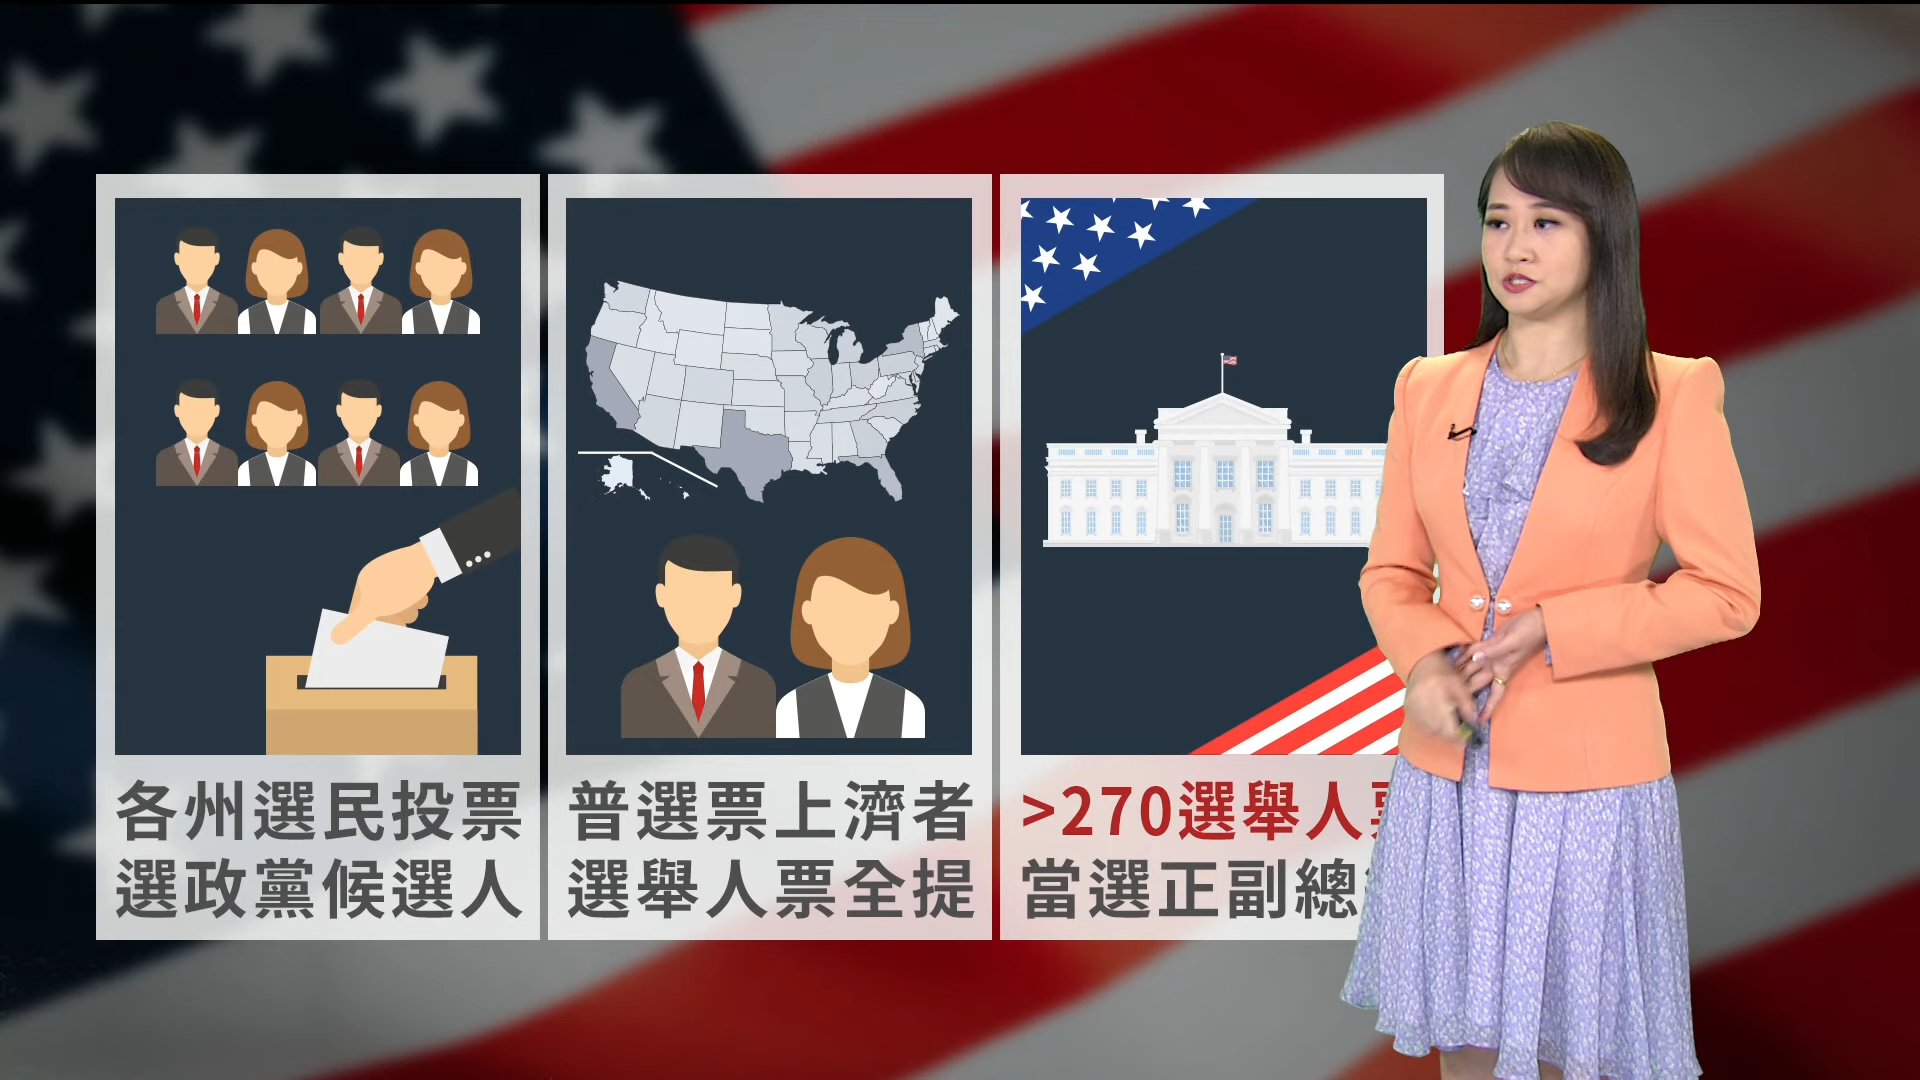 各州選民投票
選政黨候選人
普選票上濟者
選舉人票全提
>270選舉人票
當選正副總